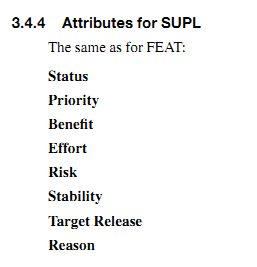 3.4.4 Attributes for SUPL
The same as for FEAT:
Status
Priority
Benefit
Effort
Risk
Stability
Target Release
Reason